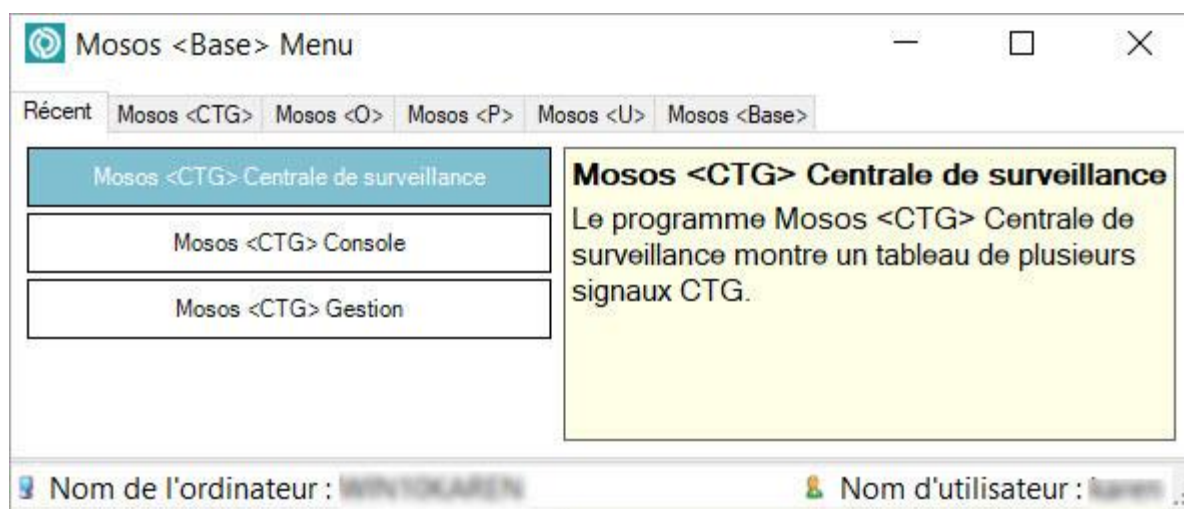 Mosos <Base> Menu
Récent Mosos <CTG> Mosos <O> Mosos <P> Mosos <U> Mosos <Base>
Mosos <CTG> Centrale de surveillance
Mosos <CTG> Console
Mosos <CTG> Gestion
Mosos <CTG> Centrale de surveillance
Le programme Mosos <CTG> Centrale de
surveillance montre un tableau de plusieurs
signaux CTG.
Nom de l'ordinateur :
Nom d'utilisateur :